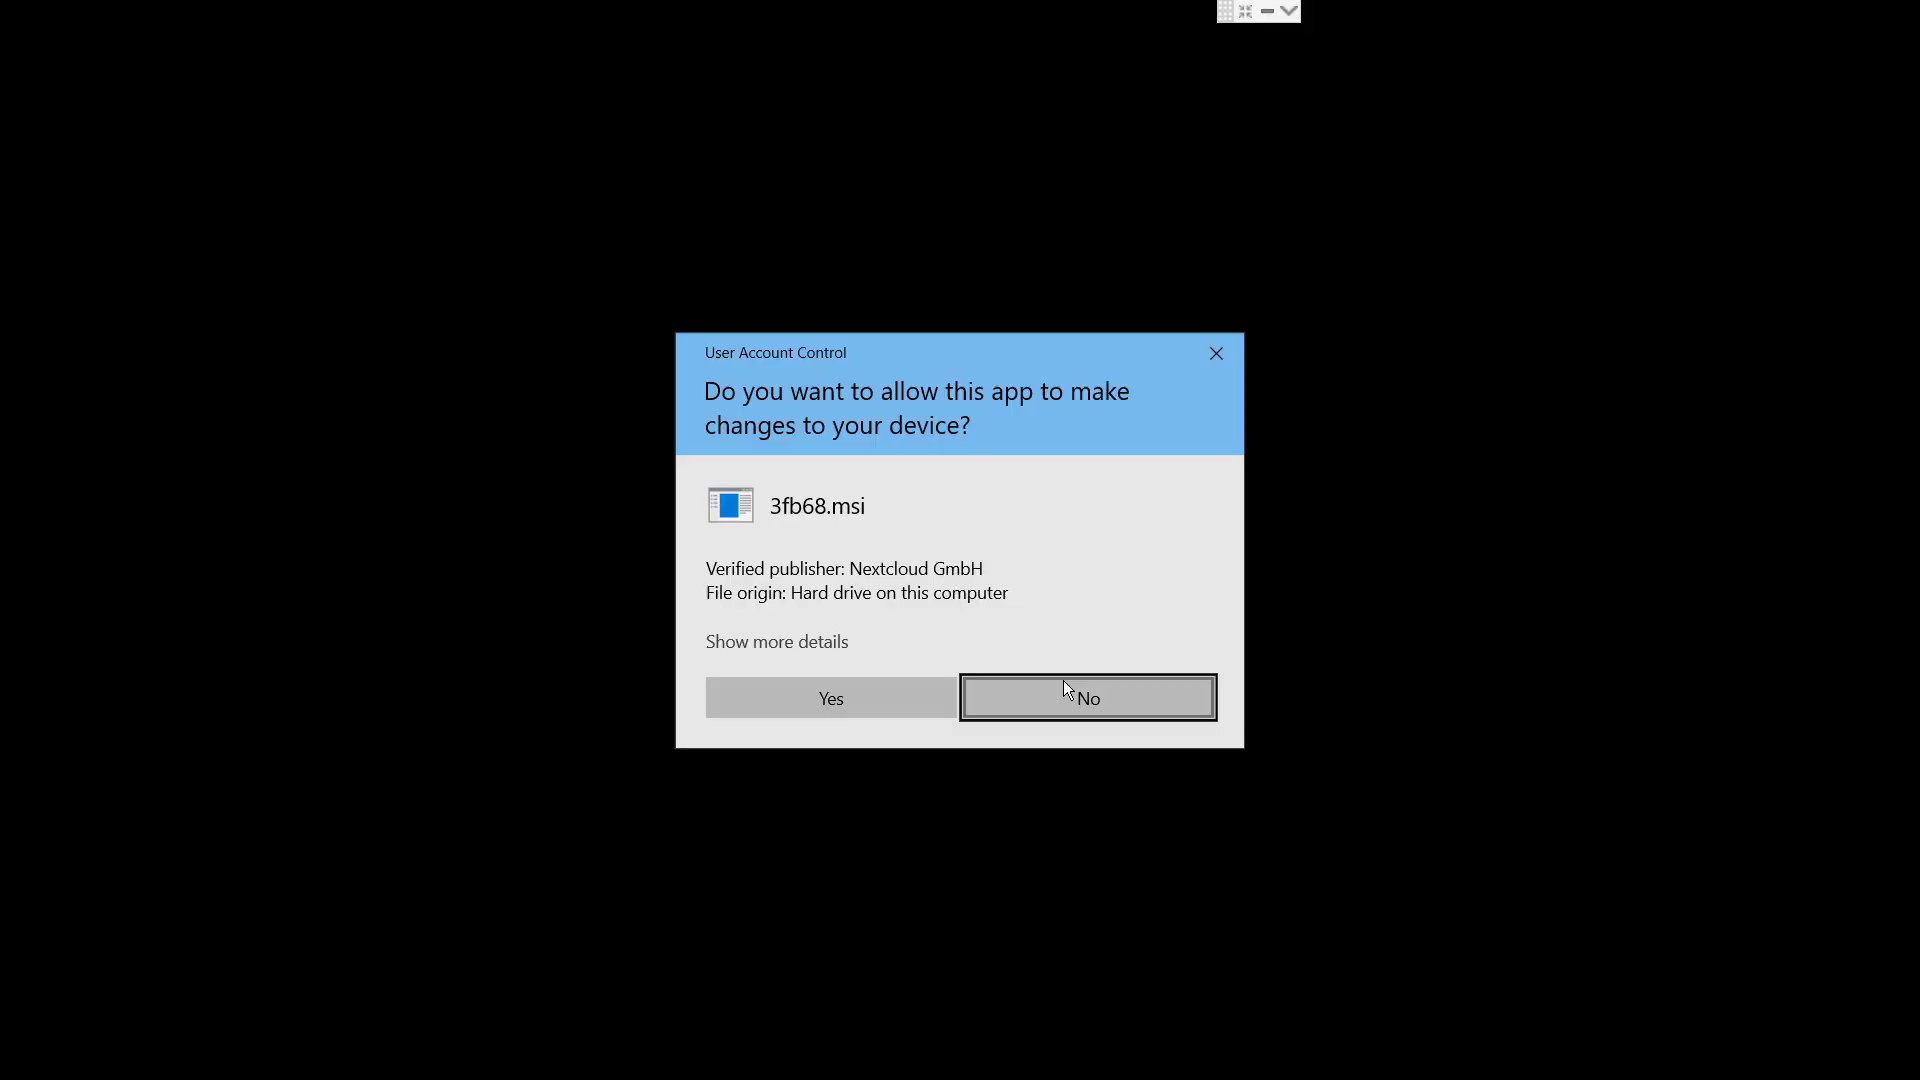 User Account Control
Do you want to allow this app to make
changes to your device?
3fb68.msi
Verified publisher: Nextcloud GmbH
File origin: Hard drive on this computer
Show more details
Yes
No